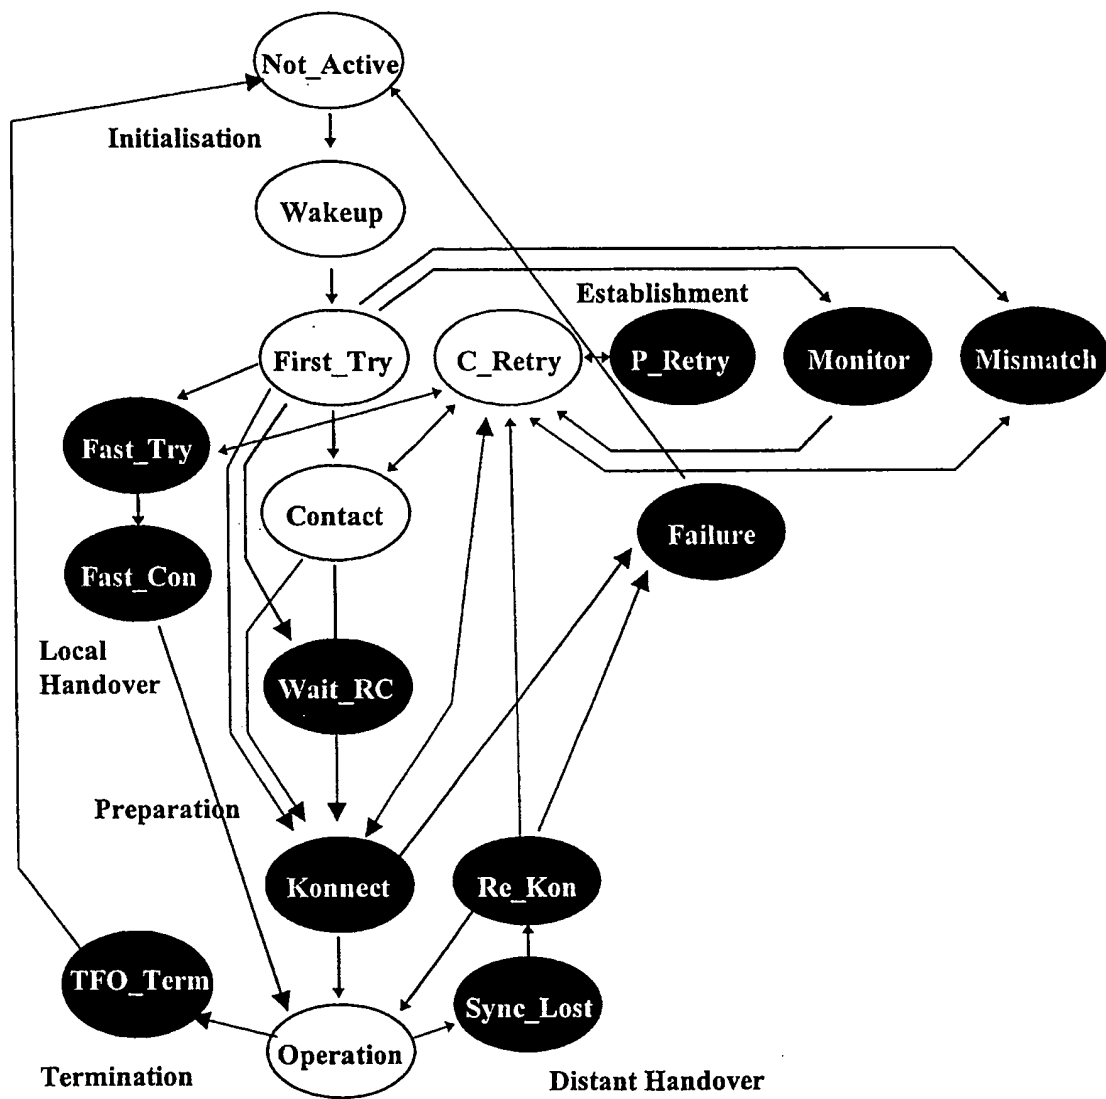 Not_Active
Initialisation
Wakeup
Establishment
First_Try
C_Retry
P_Retry
Monitor
Mismatch
Fast_Try
Contact
Failure
Fast_Con
Local
Handover
Wait_RC
Preparation
Konnect
Re_Kon
TFO_Term
Sync_Lost
Operation
Termination
Distant Handover